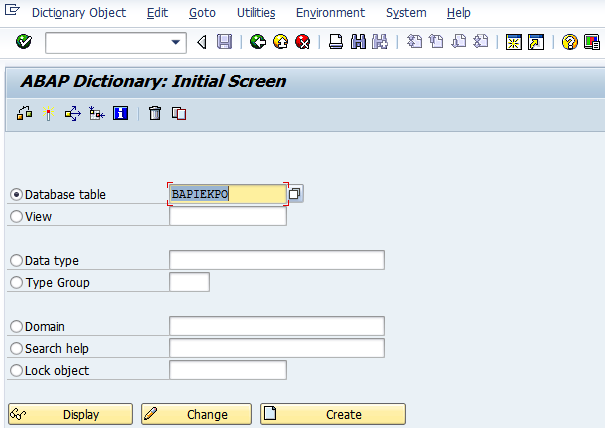 Dictionary Object Edit Goto Utilities Environment System Help
ABAP Dictionary: Initial Screen
Database table BAPIEKPO
View
Data type
Type Group
Domain
Search help
Lock object
Display Change Create